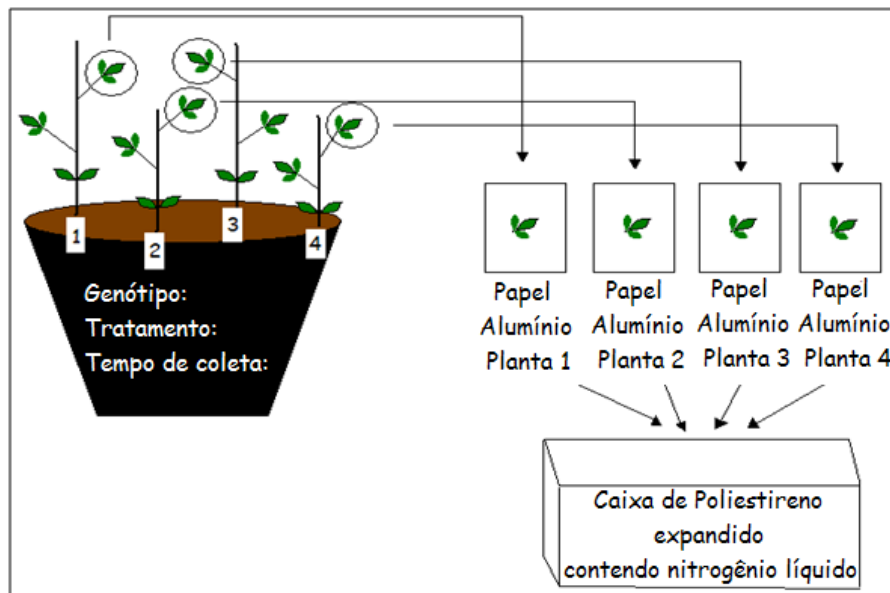 1
2
3
4
Genótipo:
Tratamento:
Tempo de coleta:
Papel
Alumínio
Planta 1
Papel
Alumínio
Planta 2
Papel
Alumínio
Planta 3
Papel
Alumínio
Planta 4
Caixa de Poliestireno
expandido
contendo nitrogênio líquido